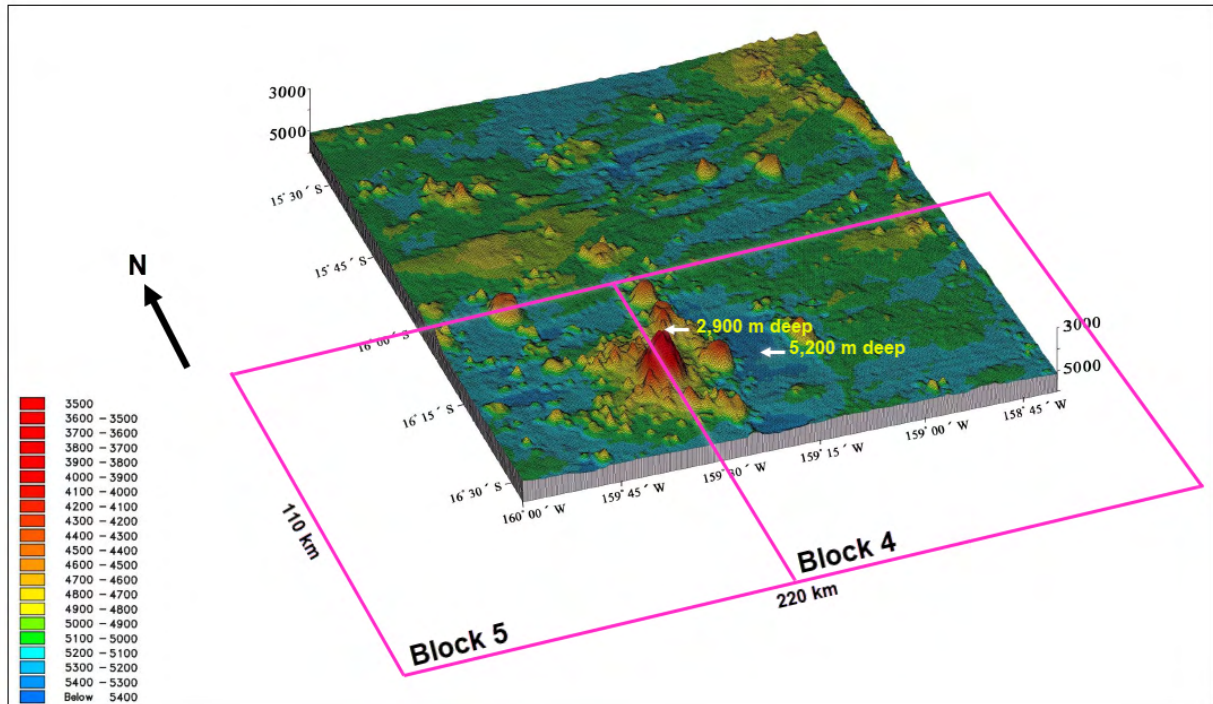 3000
5000
15° 30´ S
15° 45´ S
16° 00´ S
16° 15´ S
16° 30´ S
N
2,900 m deep
5,200 m deep
3000
5000
160° 00´ W
159° 45´ W
159° 30´ W
159° 15´ W
159° 00´ W
158° 45´ W
110 km
220 km
Block 4
Block 5
3500
3600 - 3500
3700 - 3600
3800 - 3700
3900 - 3800
4000 - 3900
4100 - 4000
4200 - 4100
4300 - 4200
4400 - 4300
4500 - 4400
4600 - 4500
4700 - 4600
4800 - 4700
4900 - 4800
5000 - 4900
5100 - 5000
5200 - 5100
5300 - 5200
5400 - 5300
Below 5400